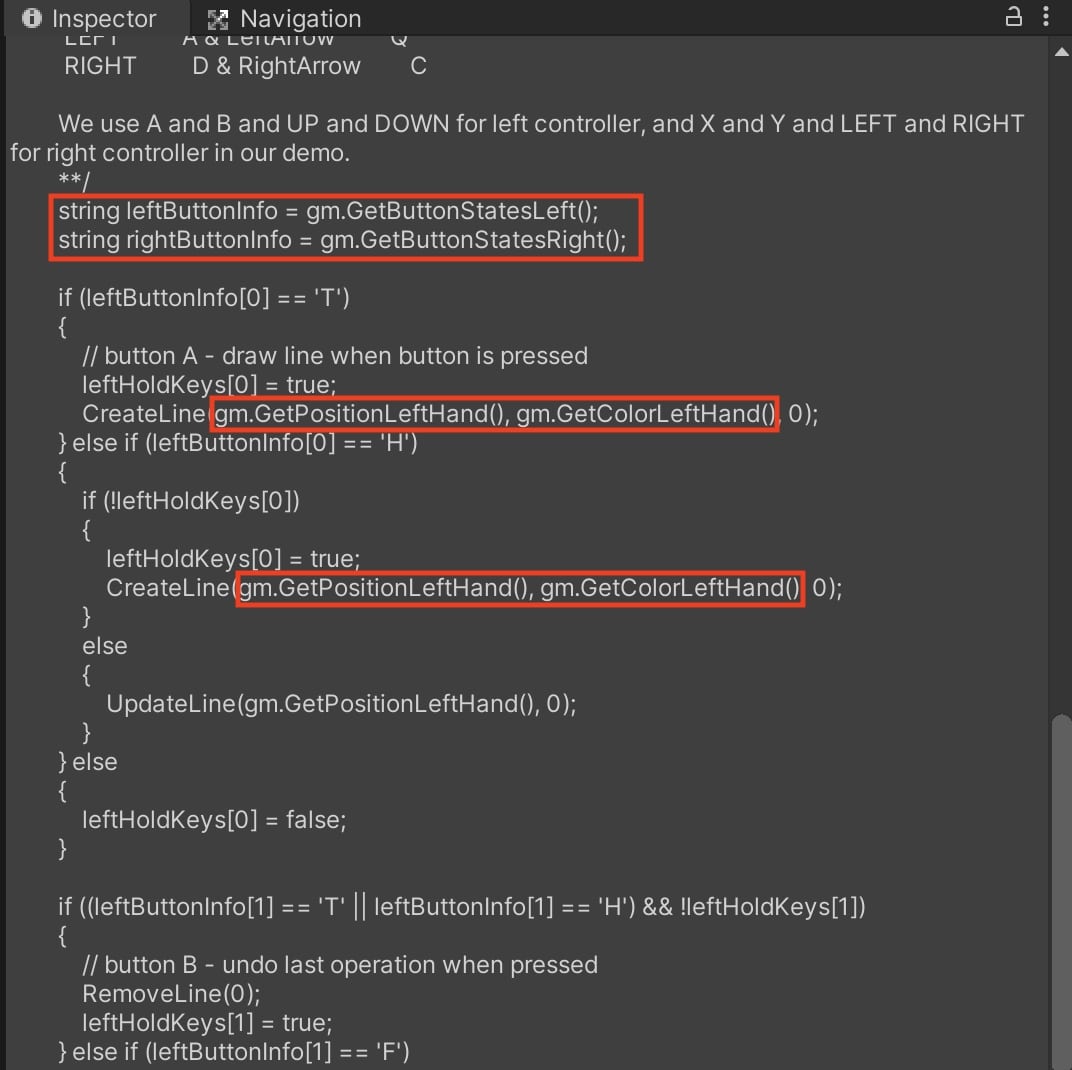 Inspector
Navigation
LEFT A & LeftArrow Q
RIGHT D & RightArrow C
We use A and B and UP and DOWN for left controller, and X and Y and LEFT and RIGHT
for right controller in our demo.
**/
string leftButtonInfo = gm.GetButtonStatesLeft();
string rightButtonInfo = gm.GetButtonStatesRight();
if (leftButtonInfo[0] == 'T')
{
// button A - draw line when button is pressed
leftHoldKeys[0] = true;
CreateLine(gm.GetPositionLeftHand(), gm.GetColorLeftHand(), 0);
} else if (leftButtonInfo[0] == 'H')
{
if (!leftHoldKeys[0])
{
leftHoldKeys[0] = true;
CreateLine(gm.GetPositionLeftHand(), gm.GetColorLeftHand(), 0);
}
else
{
UpdateLine(gm.GetPositionLeftHand(), 0);
}
} else
{
leftHoldKeys[0] = false;
}
if ((leftButtonInfo[1] == 'T' || leftButtonInfo[1] == 'H') && !leftHoldKeys[1])
{
// button B - undo last operation when pressed
RemoveLine(0);
leftHoldKeys[1] = true;
} else if (leftButtonInfo[1] == 'F')